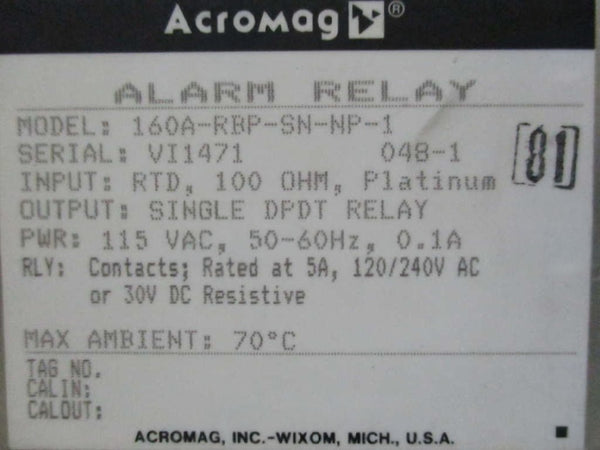 Acromag ®
ALARM RELAY
MODEL: 160A-RBP-SN-NP-1
SERIAL: VI1471 048-1
[81]
INPUT: RTD, 100 OHM, Platinum
OUTPUT: SINGLE DPDT RELAY
PWR: 115 VAC, 50-60Hz, 0.1A
RLY: Contacts; Rated at 5A, 120/240V AC
or 30V DC Resistive
MAX AMBIENT: 70°C
TAG NO.
CALIN:
CALOUT:
ACROMAG, INC.-WIXOM, MICH., U.S.A.